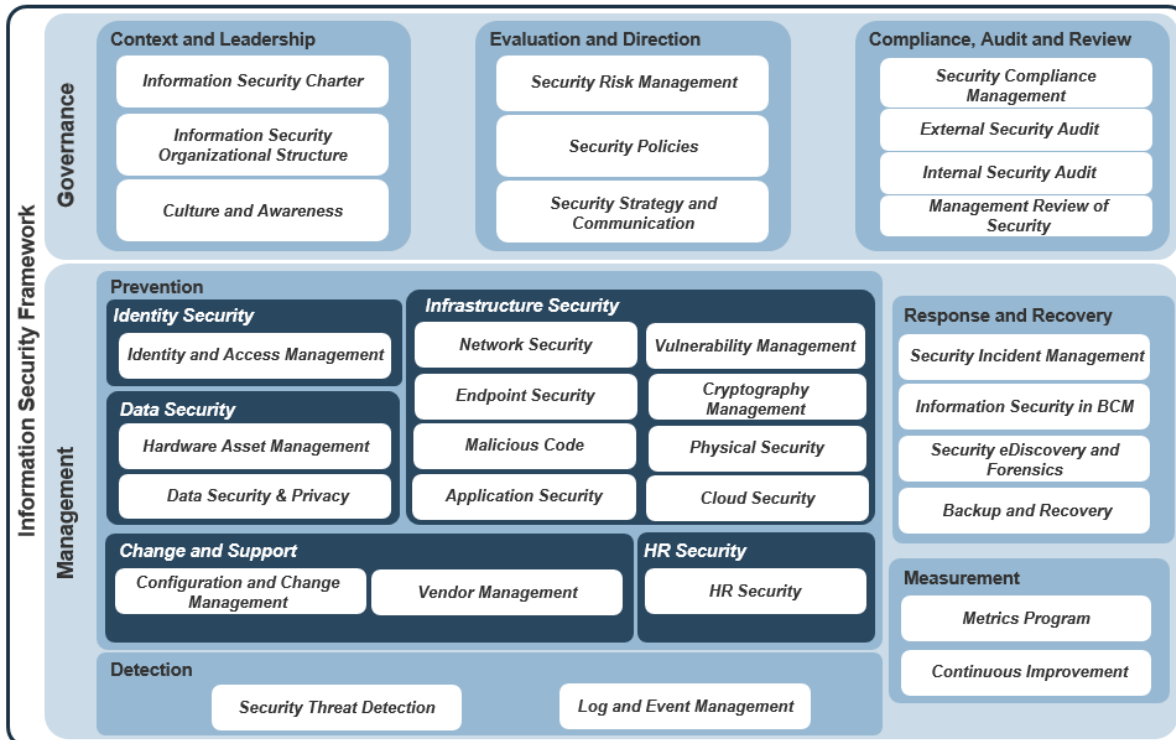 Information Security Framework
Governance
Context and Leadership
Information Security Charter
Information Security
Organizational Structure
Culture and Awareness
Evaluation and Direction
Security Risk Management
Security Policies
Security Strategy and
Communication
Compliance, Audit and Review
Security Compliance
Management
External Security Audit
Internal Security Audit
Management Review of
Security
Management
Prevention
Identity Security
Identity and Access Management
Data Security
Hardware Asset Management
Data Security & Privacy
Infrastructure Security
Network Security
Endpoint Security
Malicious Code
Application Security
Vulnerability Management
Cryptography
Management
Physical Security
Cloud Security
Change and Support
Configuration and Change
Management
Vendor Management
HR Security
HR Security
Detection
Security Threat Detection
Log and Event Management
Response and Recovery
Security Incident Management
Information Security in BCM
Security eDiscovery and
Forensics
Backup and Recovery
Measurement
Metrics Program
Continuous Improvement